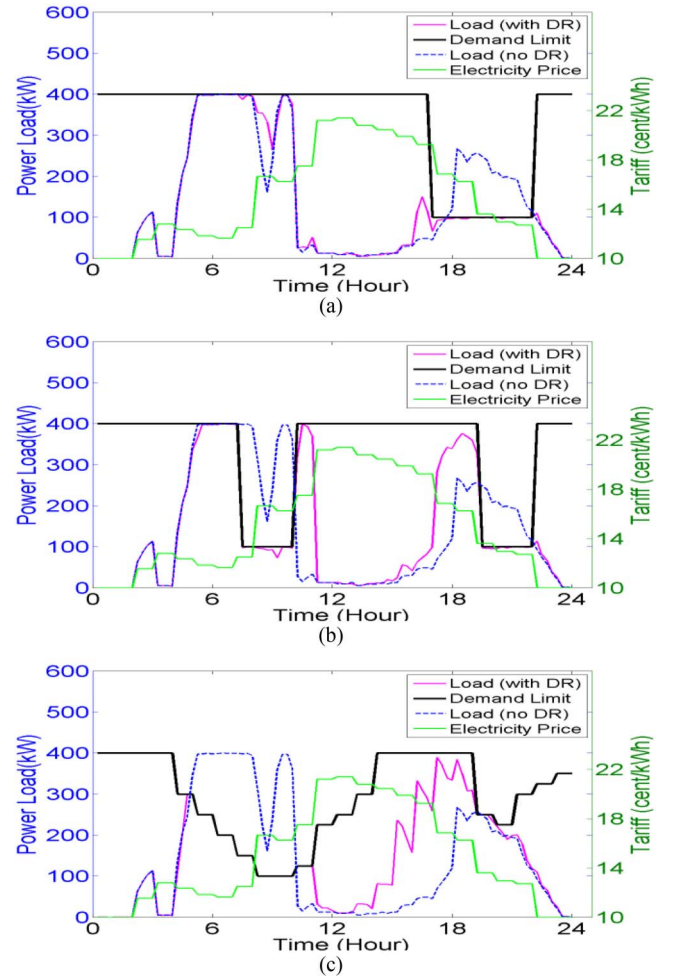 600
500
400
300
200
100
0
Power Load(kW)
Load (with DR)
Demand Limit
Load (no DR)
Electricity Price
22
18
14
10
Tariff (cent/kWh)
0 6 12 18 24
Time (Hour)
(a)
600
500
400
300
200
100
0
Power Load(kW)
Load (with DR)
Demand Limit
Load (no DR)
Electricity Price
22
18
14
10
Tariff (cent/kWh)
0 6 12 18 24
Time (Hour)
(b)
600
500
400
300
200
100
0
Power Load(kW)
Load (with DR)
Demand Limit
Load (no DR)
Electricity Price
22
18
14
10
Tariff (cent/kWh)
0 6 12 18 24
Time (Hour)
(c)